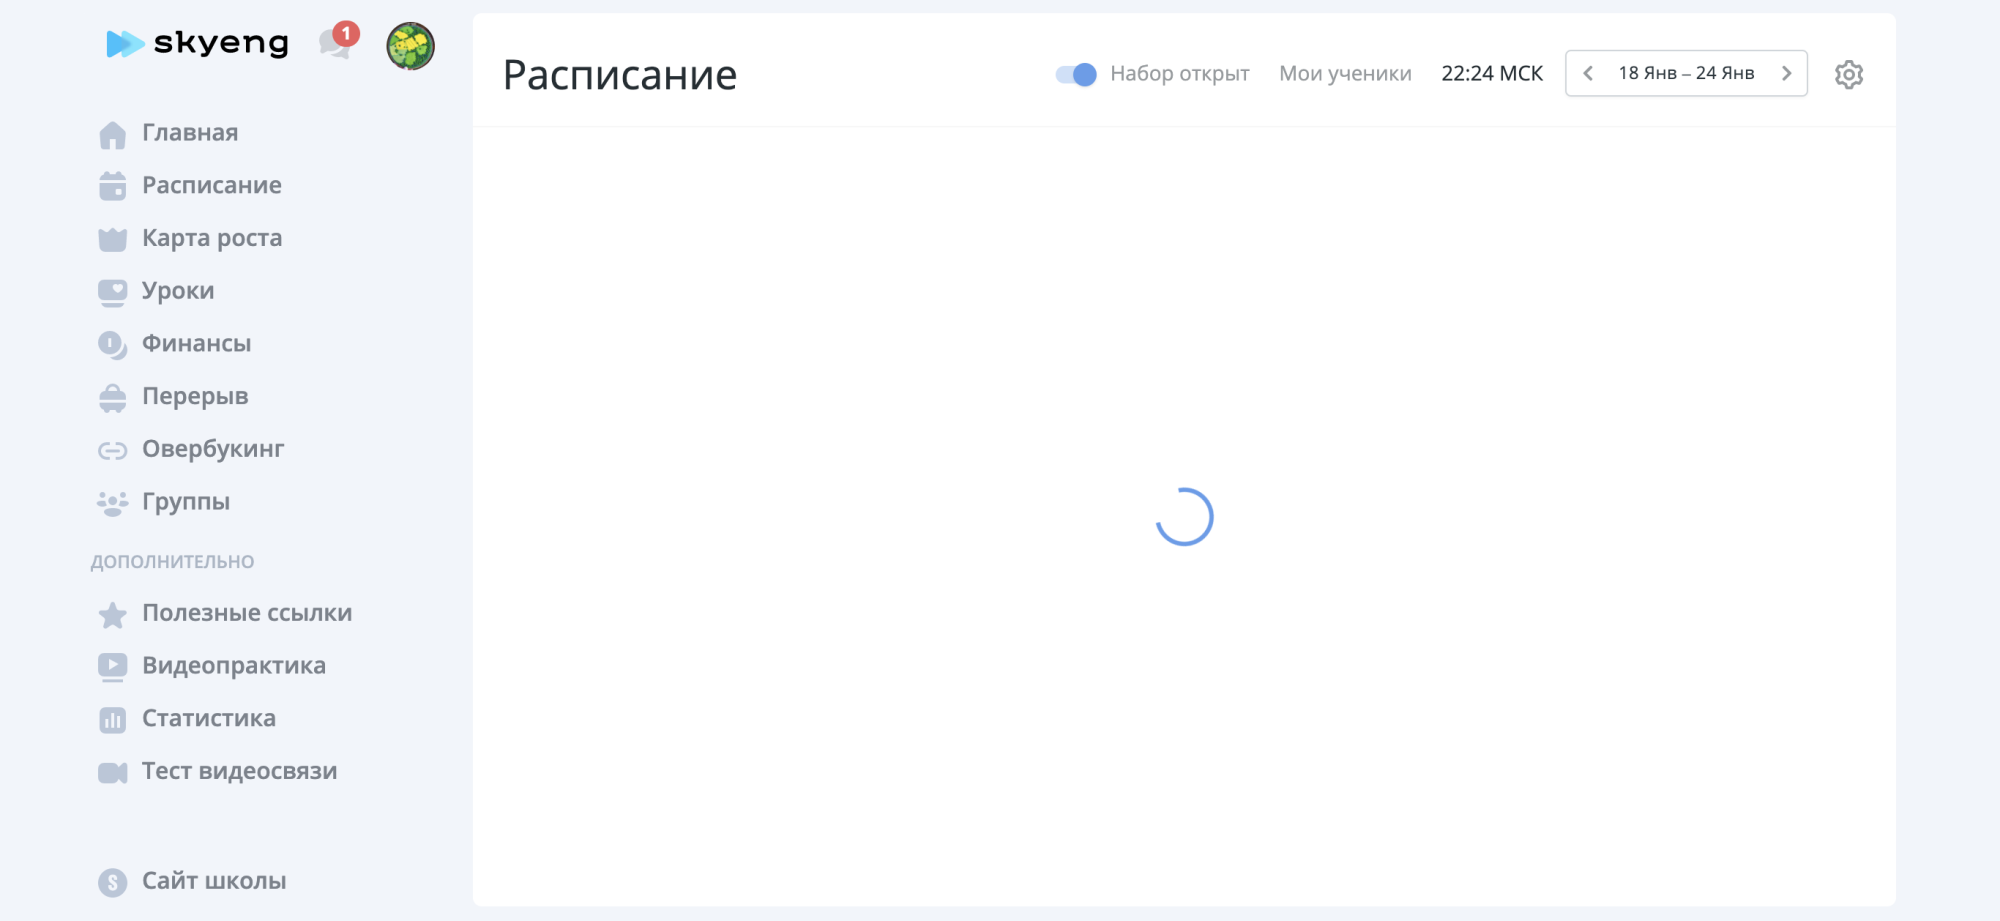 skyeng
1
Главная
Расписание
Карта роста
Уроки
Финансы
Перерыв
Овербукинг
Группы
ДОПОЛНИТЕЛЬНО
Полезные ссылки
Видеопрактика
Статистика
Тест видеосвязи
S Сайт школы
Расписание
Набор открыт
Мои ученики
22:24 МСК
18 Янв – 24 Янв